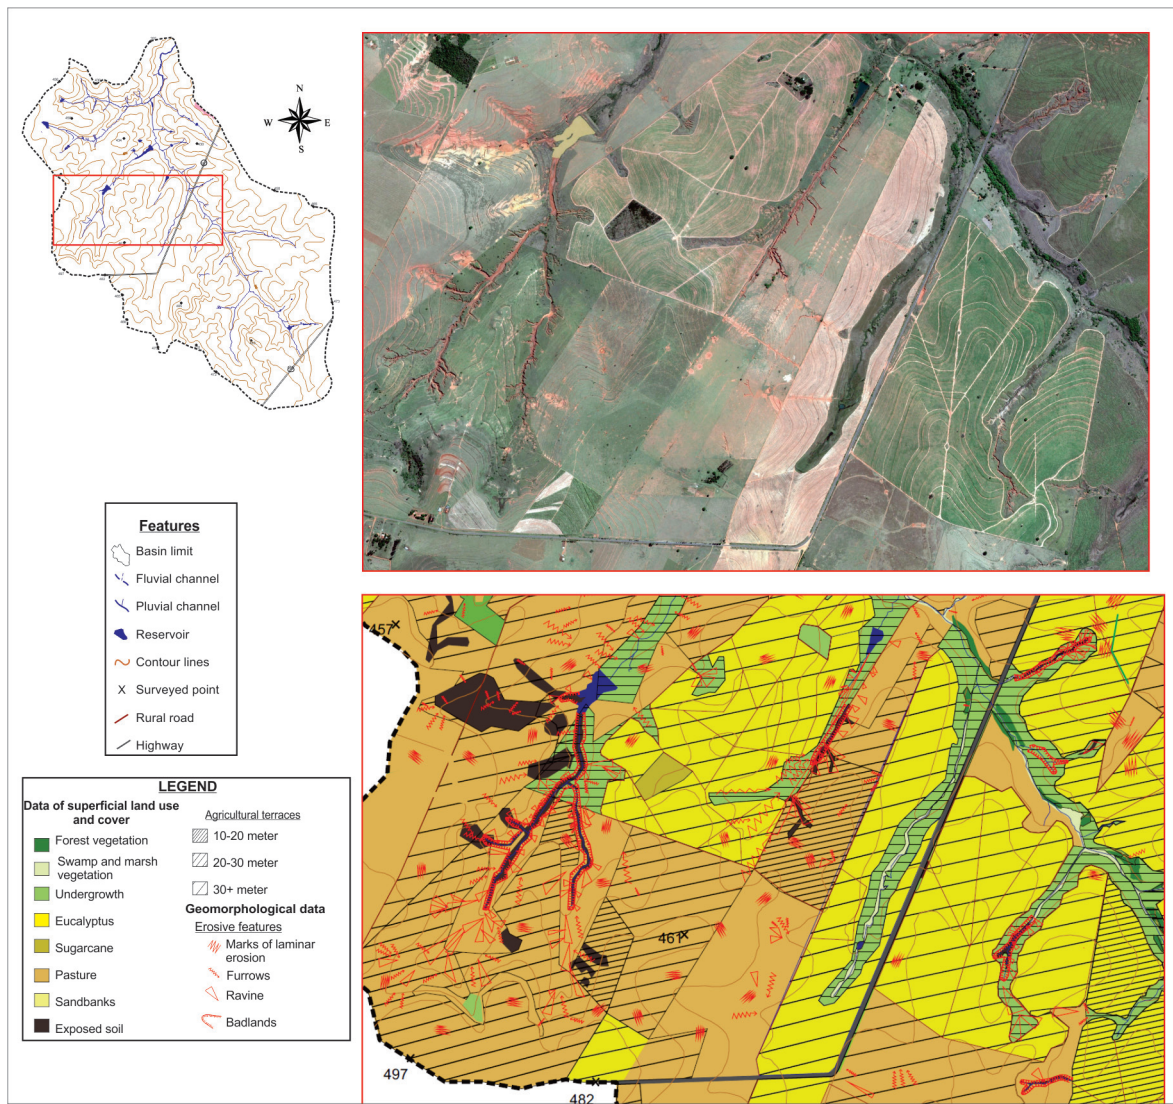 N
W
E
S
Features
Basin limit
Fluvial channel
Pluvial channel
Reservoir
Contour lines
Surveyed point
Rural road
Highway
LEGEND
Data of superficial land use
and cover
Forest vegetation
Swamp and marsh
vegetation
Undergrowth
Eucalyptus
Sugarcane
Pasture
Sandbanks
Exposed soil
Agricultural terraces
10-20 meter
20-30 meter
30+ meter
Geomorphological data
Erosive features
Marks of laminar
erosion
Furrows
Ravine
Badlands
457
461
497
482